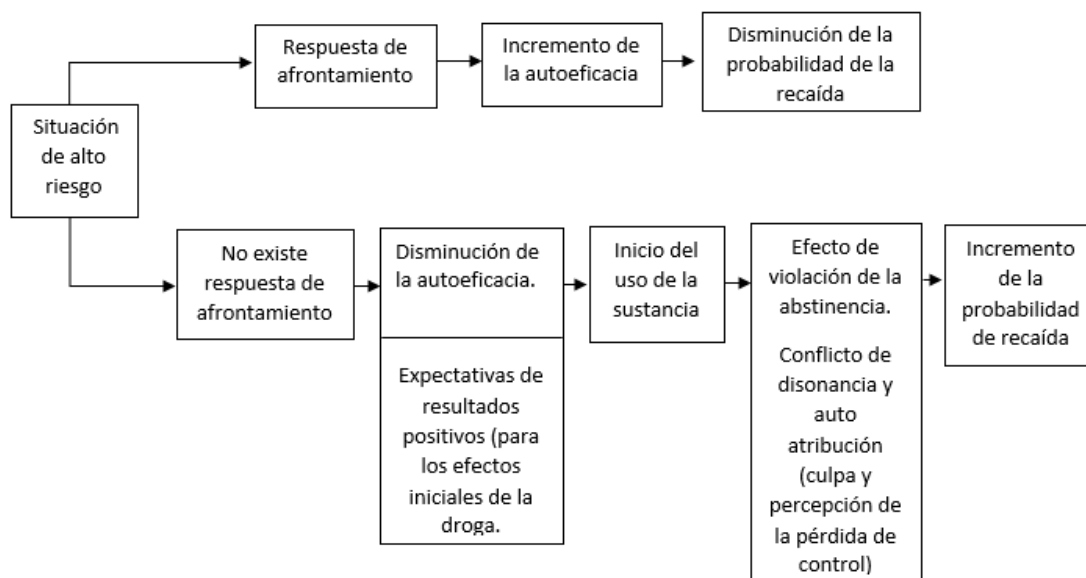 Situación
de alto
riesgo
Respuesta de
afrontamiento
Incremento de
la autoeficacia
Disminución de la
probabilidad de la
recaída
No existe
respuesta de
afrontamiento
Disminución de
la autoeficacia.
Expectativas de
resultados
positivos (para
los efectos
iniciales de la
droga.
Inicio del
uso de la
sustancia
Efecto de
violación de la
abstinencia.
Conflicto de
disonancia y
auto
atribución
(culpa y
percepción de
la pérdida de
control)
Incremento
de la
probabilidad
de recaída